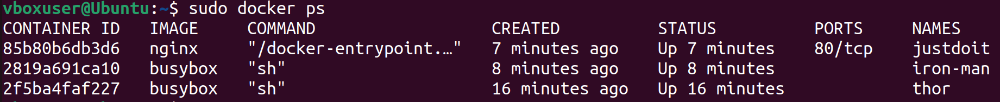 vboxuser@Ubuntu:~$ sudo docker ps
CONTAINER ID   IMAGE     COMMAND                  CREATED          STATUS          PORTS     NAMES
85b80b6db3d6   nginx     "/docker-entrypoint.…"   7 minutes ago    Up 7 minutes    80/tcp    justdoit
2819a691ca10   busybox   "sh"                     8 minutes ago    Up 8 minutes              iron-man
2f5ba4faf227   busybox   "sh"                     16 minutes ago   Up 16 minutes             thor